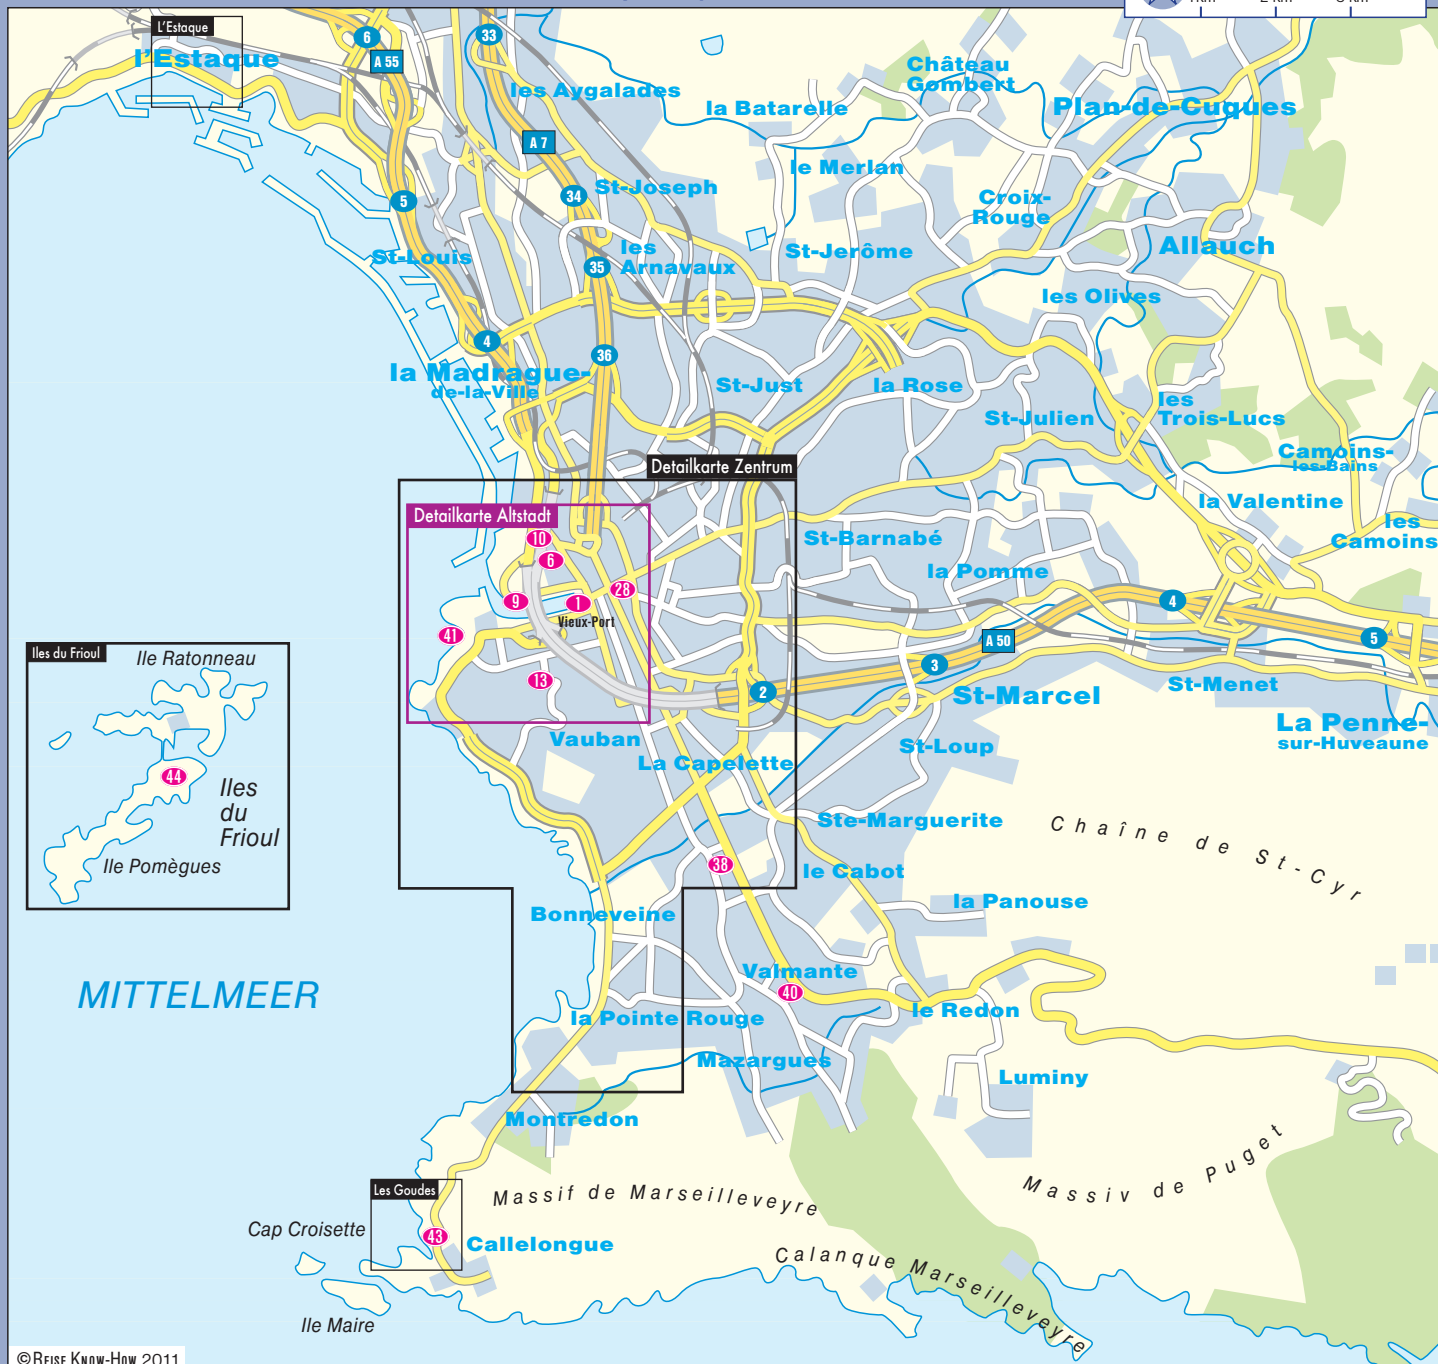 L'Estaque
l'Estaque
6
A 55
33
les Aygalades
A 7
la Batarelle
Château
Gombert
Plan-de-Cuques
le Merlan
34
St-Joseph
5
Croix-
Rouge
St-Louis
les
Arnavaux
35
St-Jerôme
Allauch
les Olives
4
36
la Madrague-
de-la-Ville
St-Just
la Rose
St-Julien
les
Trois-Lucs
Camoins-
les-Bains
Detailkarte Zentrum
la Valentine
les
Camoins
Detailkarte Altstadt
10
6
St-Barnabé
la Pomme
28
9
1
Vieux-Port
41
4
A 50
5
3
13
2
St-Marcel
St-Menet
La Penne-
sur-Huveaune
Iles du Frioul
Ile Ratonneau
44
Iles
du
Frioul
Ile Pomègues
Vauban
La Capelette
St-Loup
Ste-Marguerite
Chaîne de St-Cyr
38
le Cabot
la Panouse
Bonneveine
MITTELMEER
Valmante
40
le Redon
la Pointe Rouge
Mazargues
Luminy
Montredon
Massiv de Puget
Les Goudes
Massif de Marseilleveyre
Cap Croisette
43
Callelongue
Calanque Marseilleveyre
Ile Maire
© REISE KNOW-HOW 2011